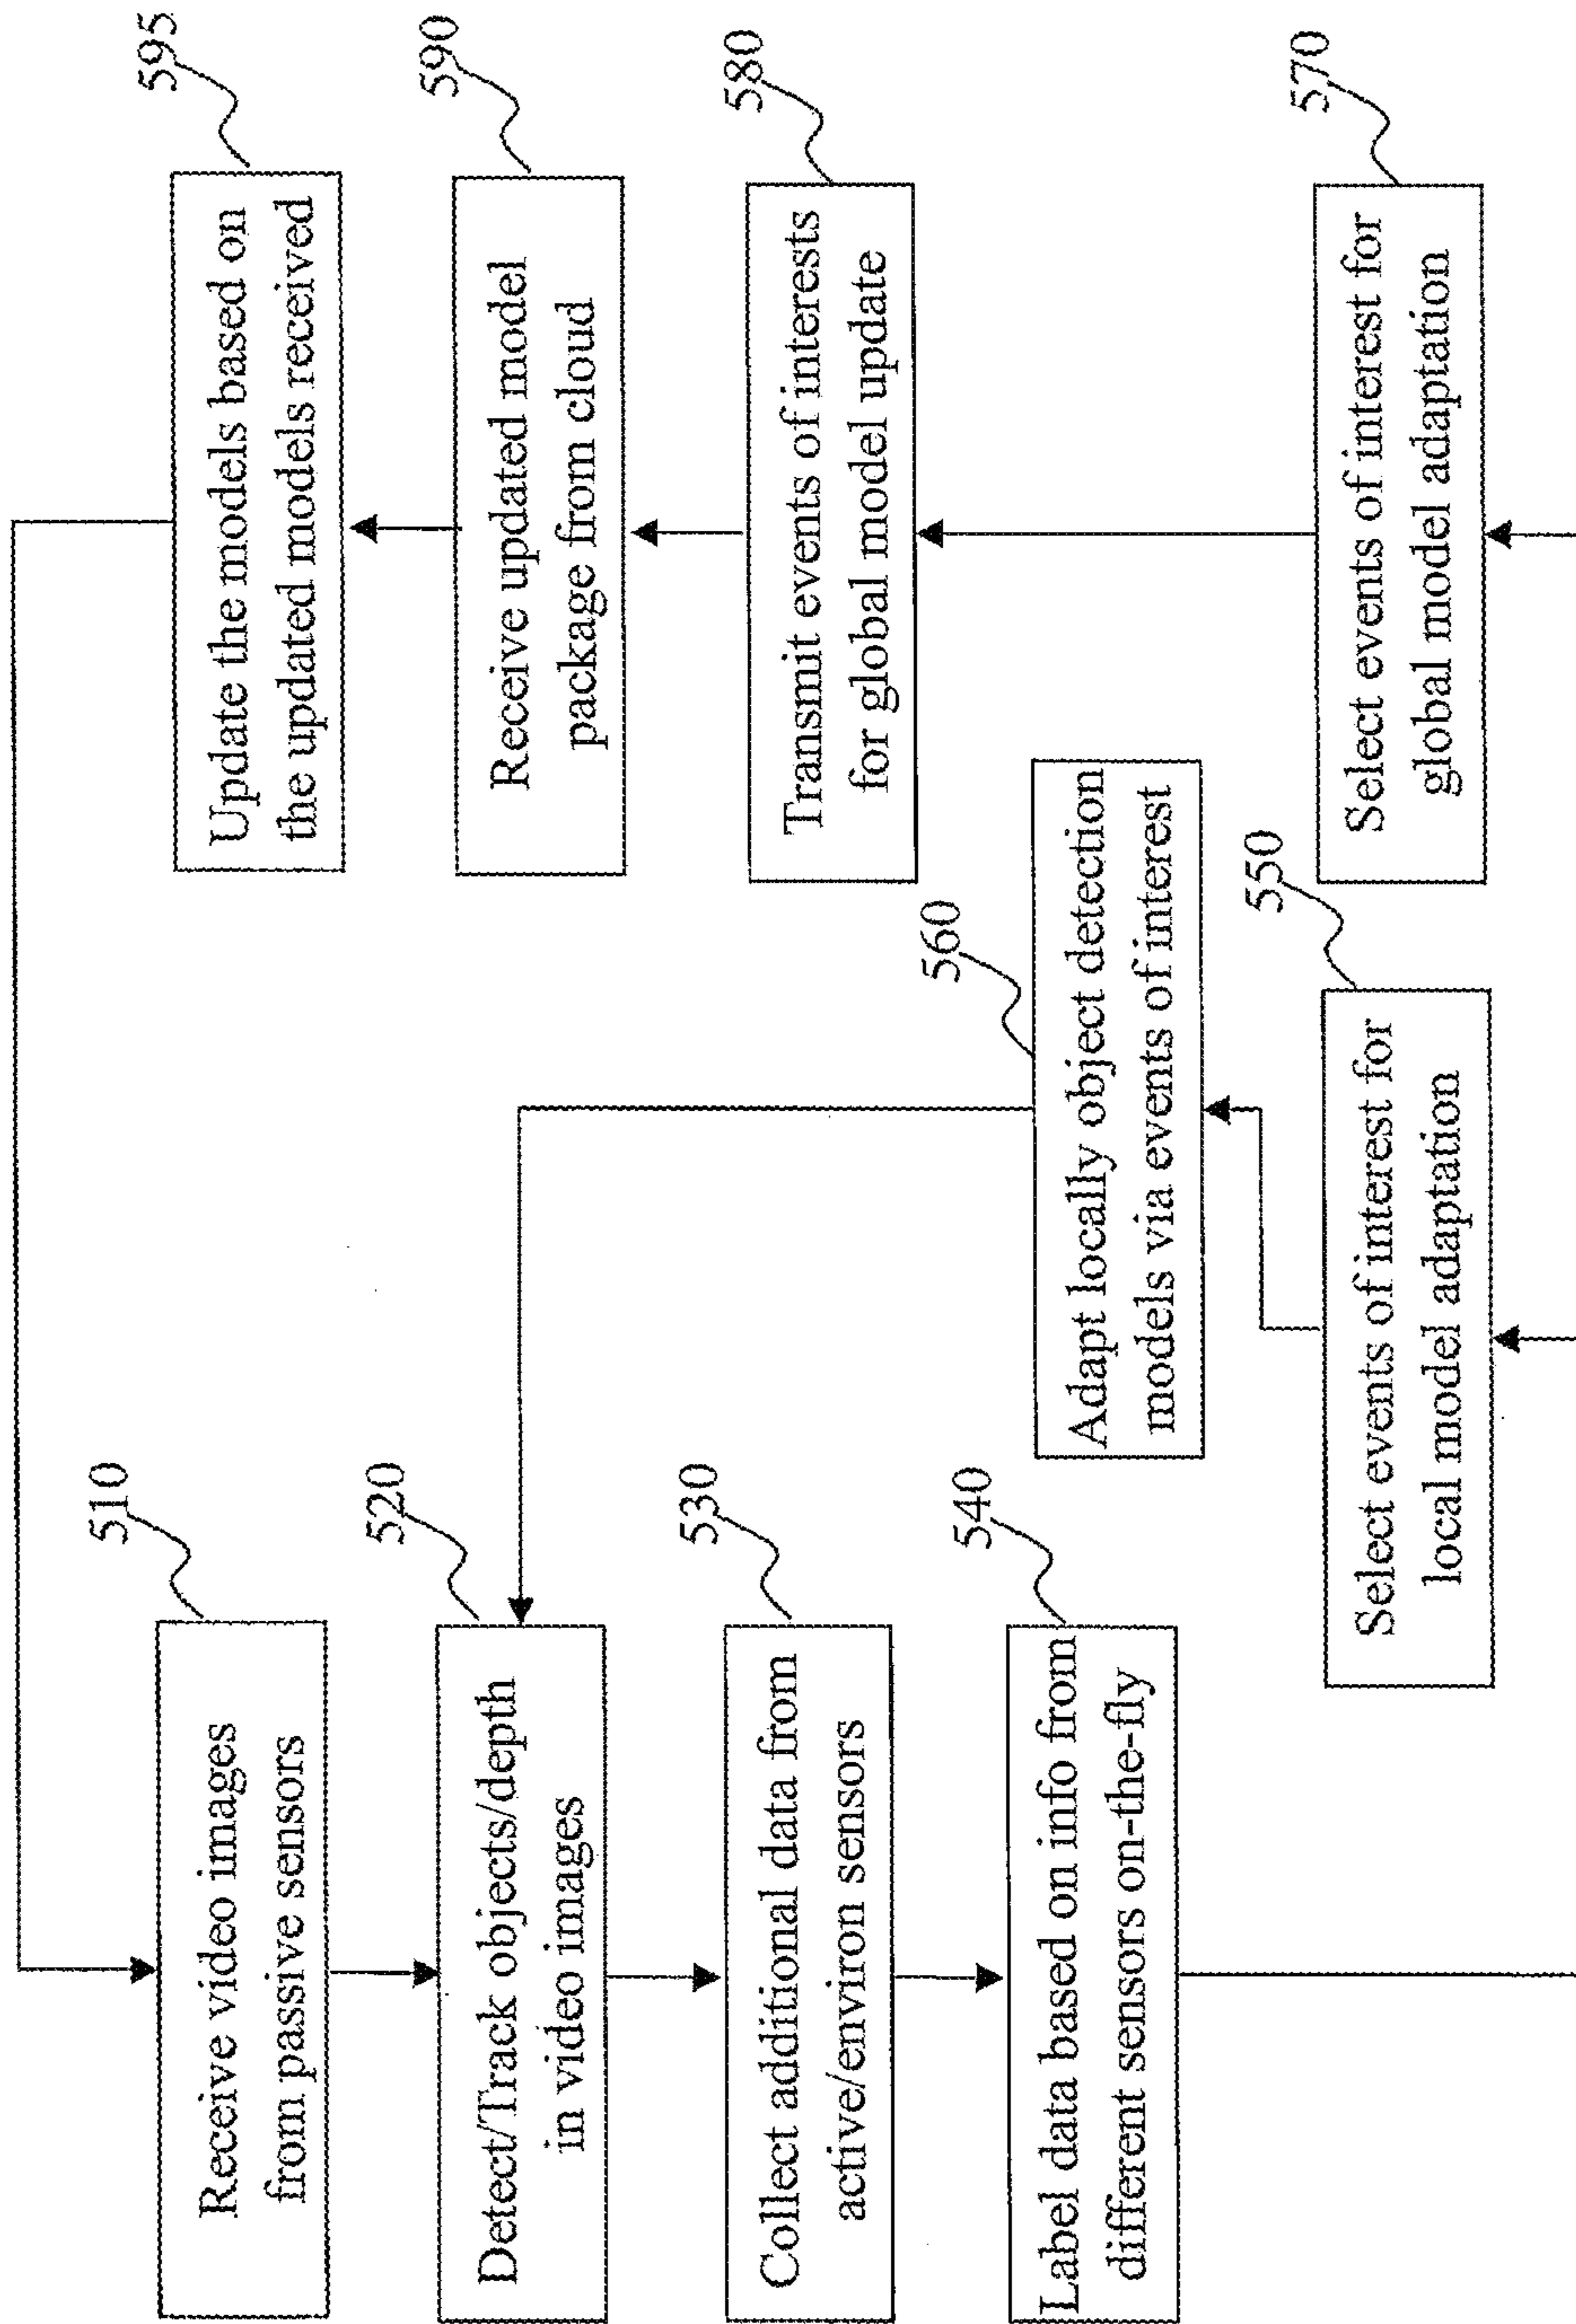 510
Receive video images
from passive sensors
520
Detect/Track objects/depth
in video images
530
Collect additional data from
active/environ sensors
540
Label data based on info from
different sensors on-the-fly
550
Select events of interest for
local model adaptation
560
Adapt locally object detection
models via events of interest
570
Select events of interest for
global model adaptation
580
Transmit events of interests
for global model update
590
Receive updated model
package from cloud
595
Update the models based on
the updated models received